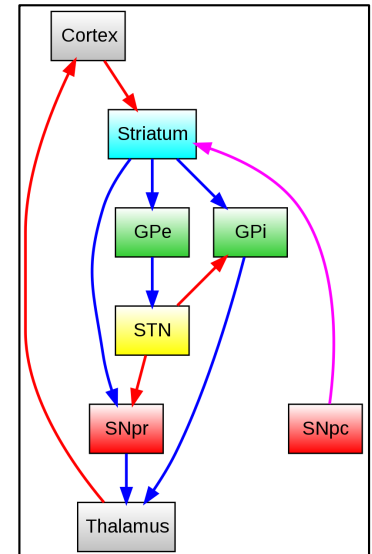 Cortex
Striatum
GPe
GPi
STN
SNpr
SNpc
Thalamus